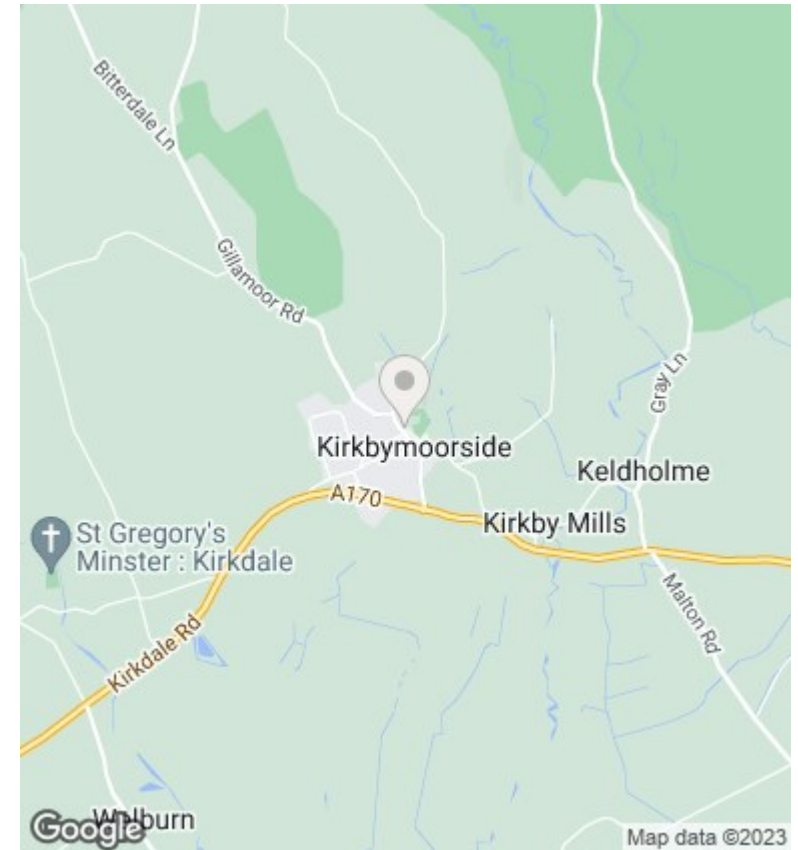 Bitterdale Ln
Gillamoor Rd
Gray Ln
Kirkbymoorside
Keldholme
A170
Kirkby Mills
St Gregory's
Minster : Kirkdale
Malton Rd
Kirkdale Rd
Welburn
Google
Map data ©2023